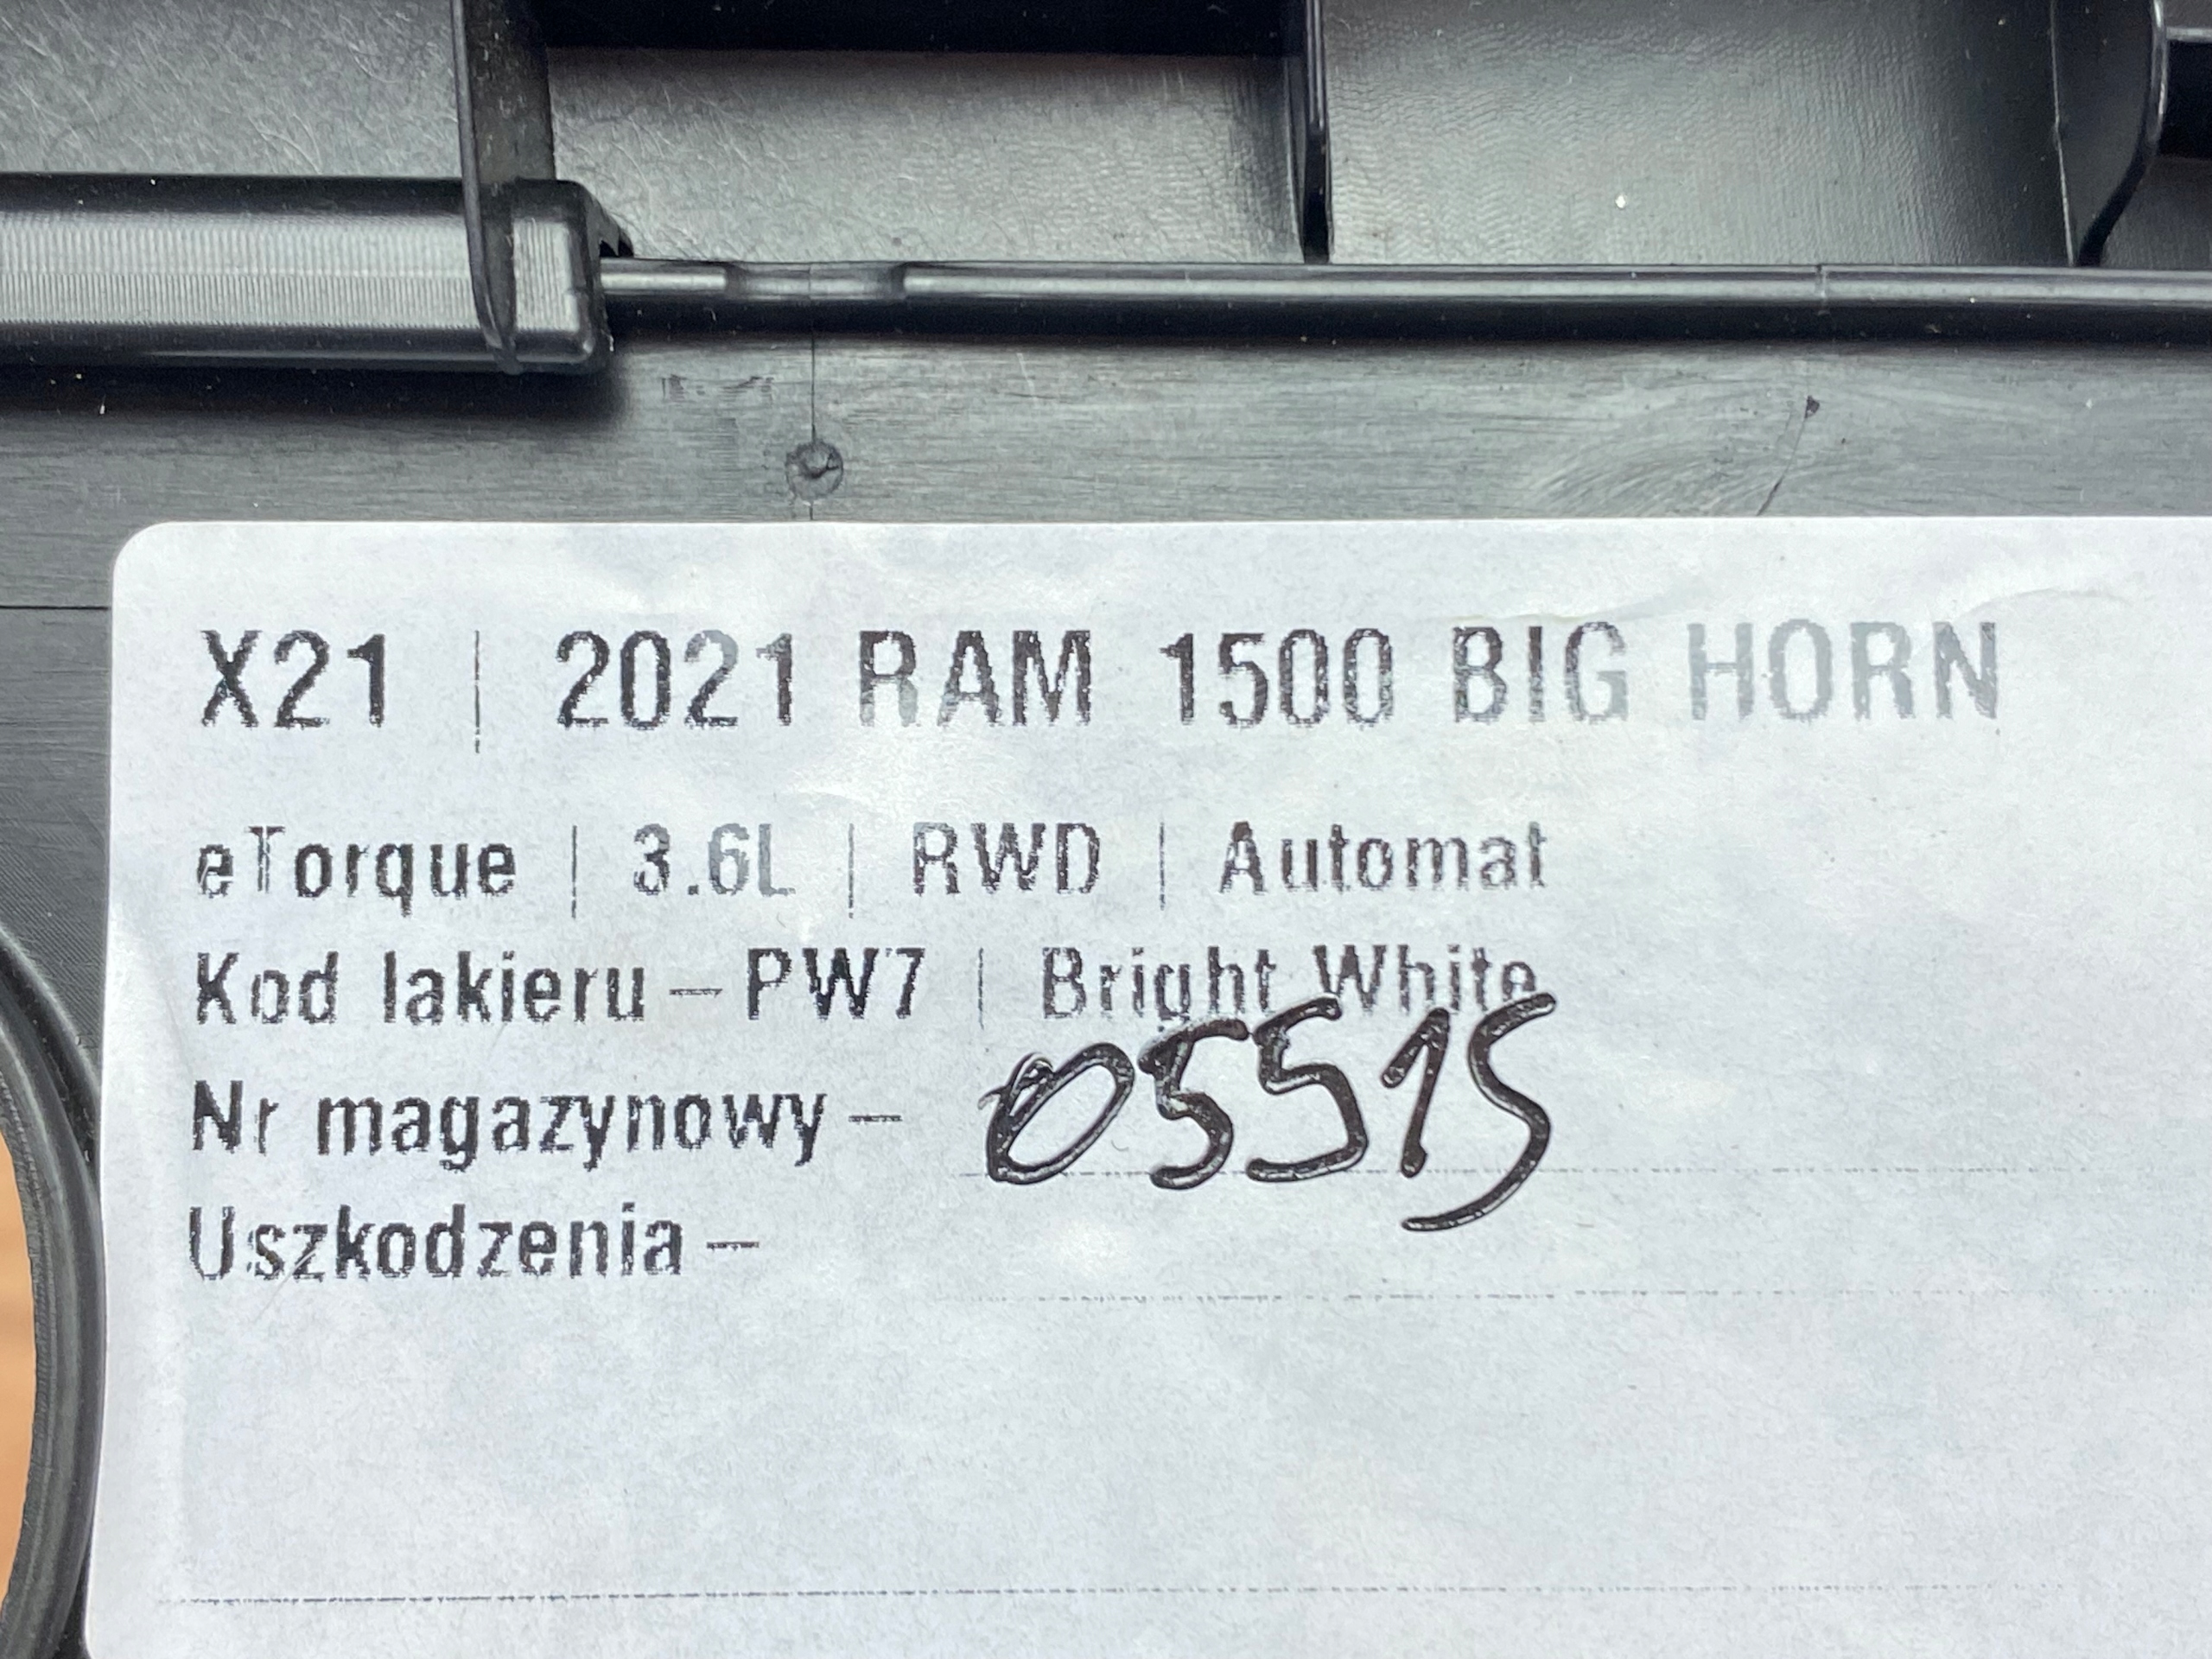 X21 | 2021 RAM 1500 BIG HORN
eTorque | 3.6L | RWD | Automat
Kod lakieru – PW7 | Bright White
Nr magazynowy – 05515
Uszkodzenia –